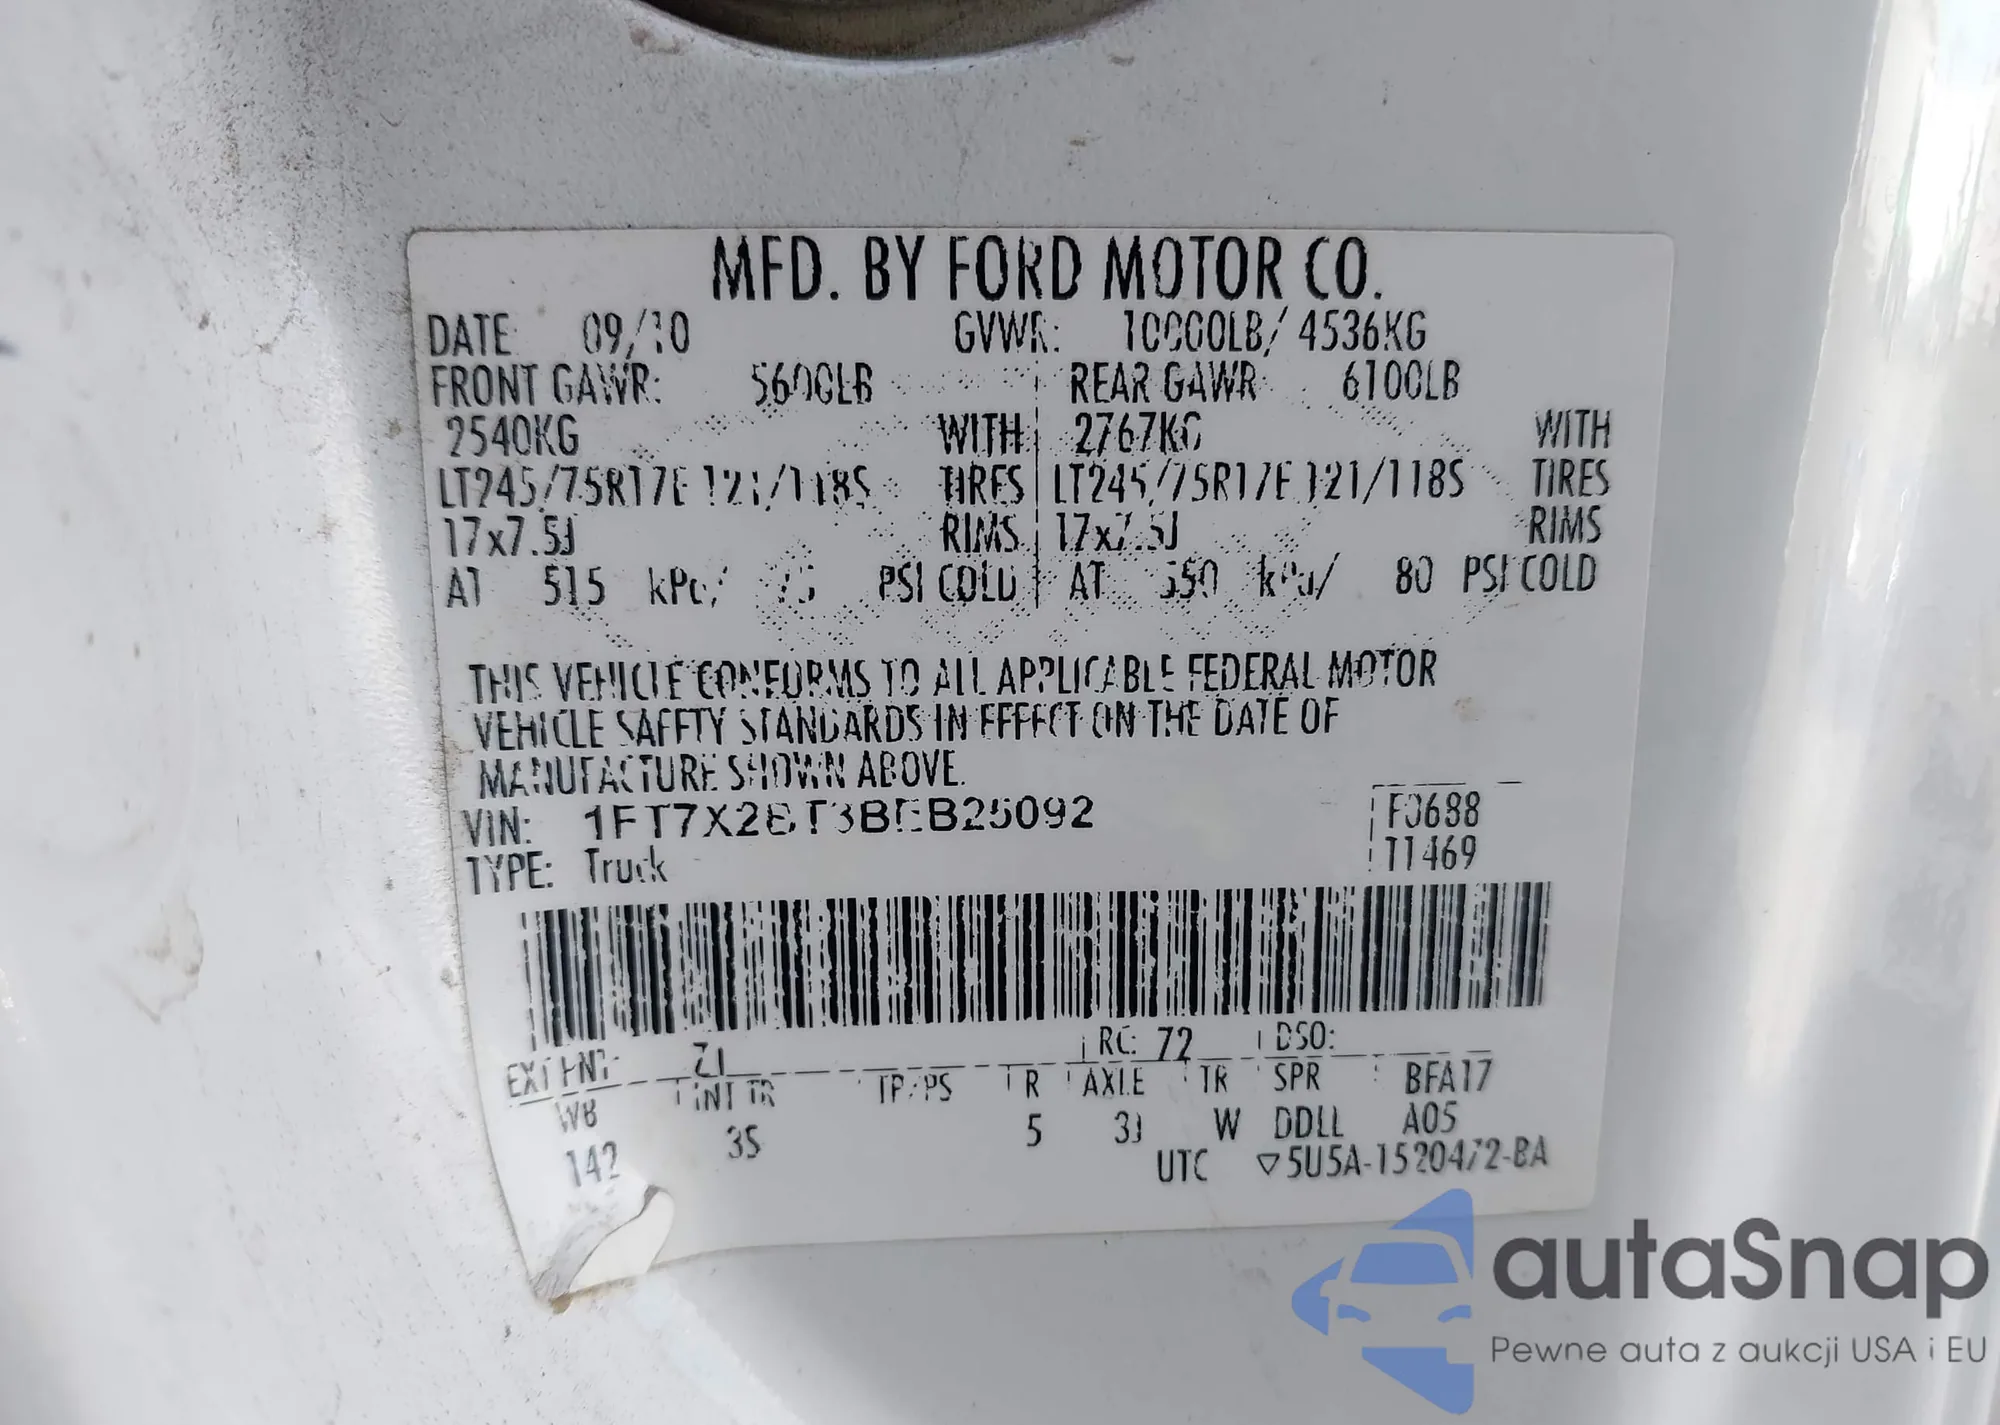 MFD. BY FORD MOTOR CO.
DATE: 09/10 GVWR: 10000LB/ 4536KG
FRONT GAWR: 5600LB REAR GAWR: 6100LB
2540KG WITH 2767KG WITH
LT245/75R17E 121/118S TIRES LT245/75R17E 121/118S TIRES
17x7.5J RIMS 17x7.5J RIMS
AT 515 kPa/ 75 PSI COLD AT 550 kPa/ 80 PSI COLD
THIS VEHICLE CONFORMS TO ALL APPLICABLE FEDERAL MOTOR
VEHICLE SAFETY STANDARDS IN EFFECT ON THE DATE OF
MANUFACTURE SHOWN ABOVE.
VIN: 1FT7X2BT3BEB25092 F0688
TYPE: Truck T1469
EXT PNT: Z1 RC: 72 DSO:
WB INT TR TP/PS R AXLE TR SPR BFA17
142 3S 5 3J W DDLL A05
UTC ▽5U5A-1520472-BA
autaSnap
Pewne auta z aukcji USA i EU